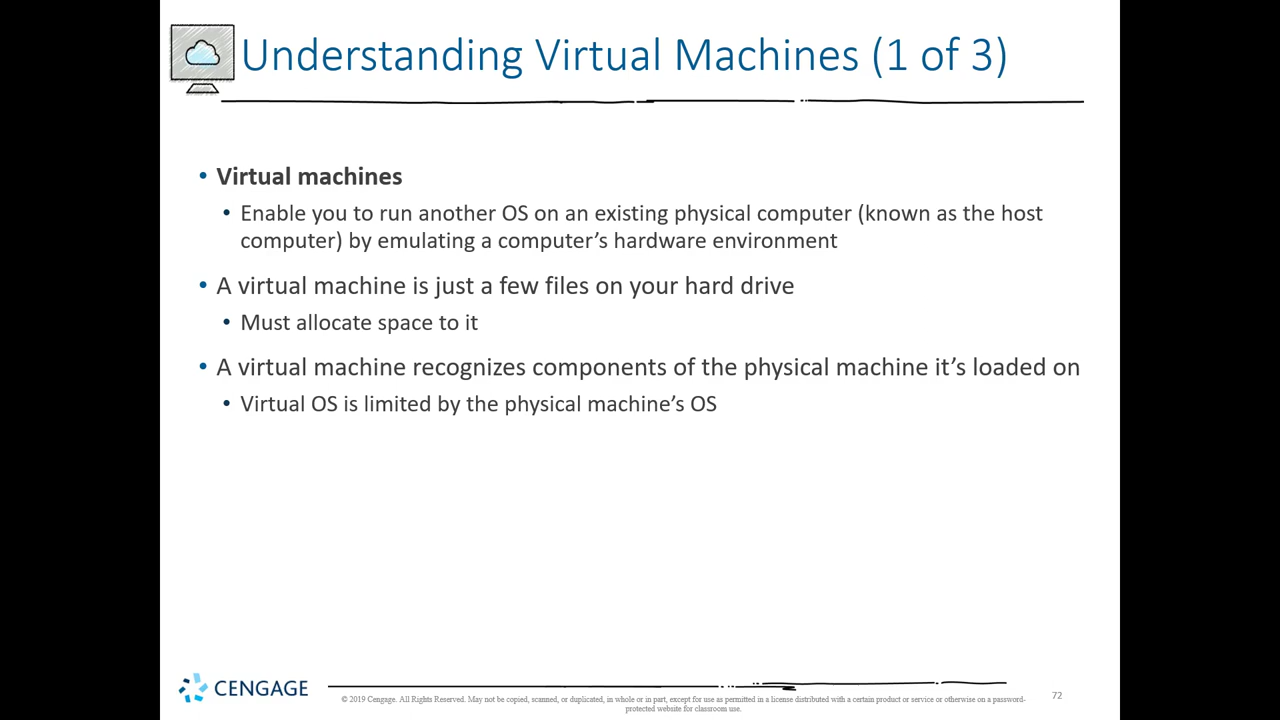 Understanding Virtual Machines (1 of 3)
• Virtual machines
• Enable you to run another OS on an existing physical computer (known as the host
computer) by emulating a computer’s hardware environment
• A virtual machine is just a few files on your hard drive
• Must allocate space to it
• A virtual machine recognizes components of the physical machine it’s loaded on
• Virtual OS is limited by the physical machine’s OS
CENGAGE
© 2019 Cengage. All Rights Reserved. May not be copied, scanned, or duplicated, in whole or in part, except for use as permitted in a license distributed with a certain product or service or otherwise on a password-
protected website for classroom use.
72